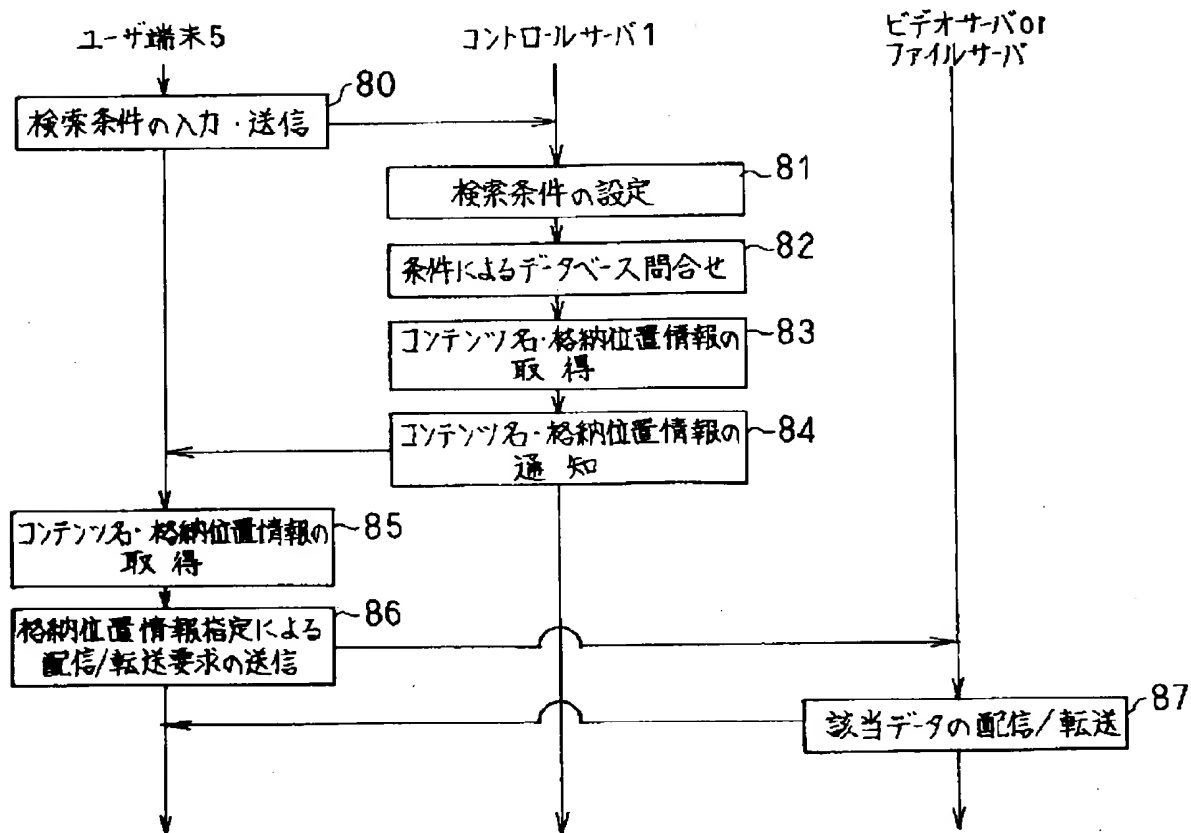 ユーザ端末5
コントロールサーバ1
ビデオサーバor
ファイルサーバ
80
検索条件の入力・送信
81
検索条件の設定
82
条件によるデータベース問合せ
83
コンテンツ名・格納位置情報の
取得
84
コンテンツ名・格納位置情報の
通知
85
コンテンツ名・格納位置情報の
取得
86
格納位置情報指定による
配信/転送要求の送信
87
該当データの配信/転送